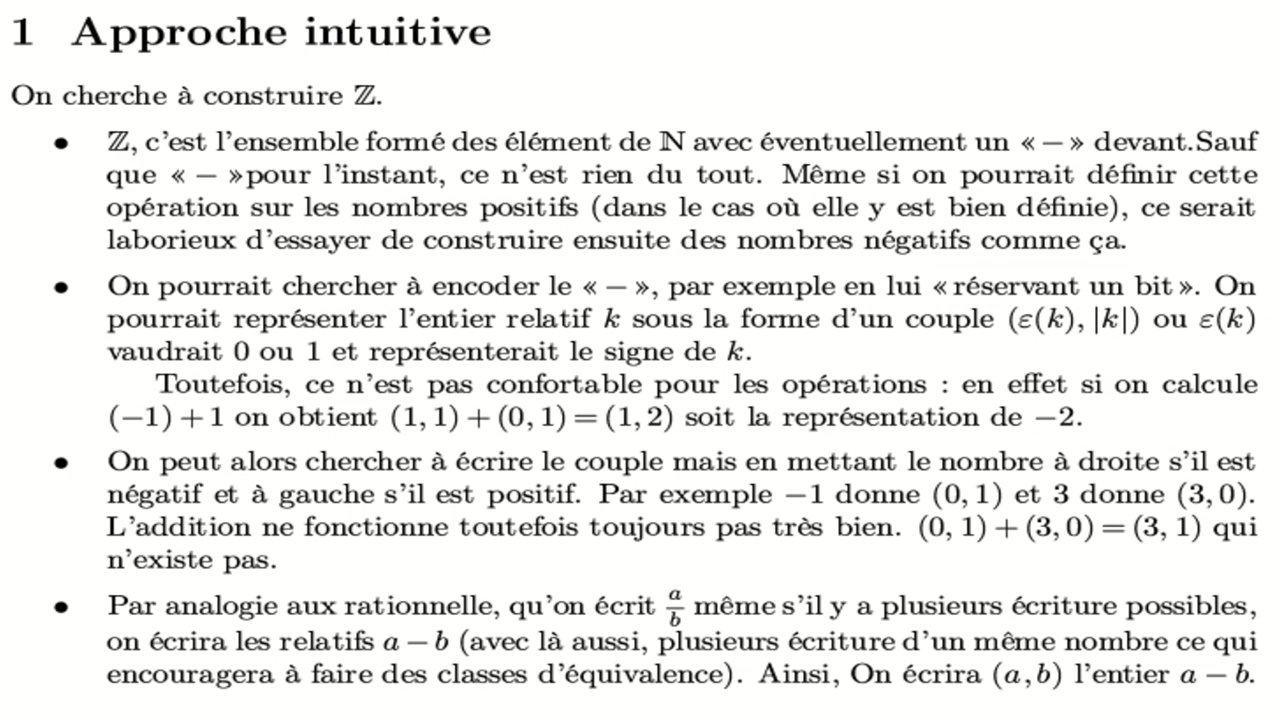 1 Approche intuitive
On cherche à construire ℤ.
• ℤ, c'est l'ensemble formé des élément de ℕ avec éventuellement un « − » devant.Sauf
que « − »pour l'instant, ce n'est rien du tout. Même si on pourrait définir cette
opération sur les nombres positifs (dans le cas où elle y est bien définie), ce serait
laborieux d'essayer de construire ensuite des nombres négatifs comme ça.
• On pourrait chercher à encoder le « − », par exemple en lui « réservant un bit ». On
pourrait représenter l'entier relatif k sous la forme d'un couple (ε(k), |k|) ou ε(k)
vaudrait 0 ou 1 et représenterait le signe de k.
Toutefois, ce n'est pas confortable pour les opérations : en effet si on calcule
(−1) + 1 on obtient (1, 1) + (0, 1) = (1, 2) soit la représentation de −2.
• On peut alors chercher à écrire le couple mais en mettant le nombre à droite s'il est
négatif et à gauche s'il est positif. Par exemple −1 donne (0, 1) et 3 donne (3, 0).
L'addition ne fonctionne toutefois toujours pas très bien. (0, 1) + (3, 0) = (3, 1) qui
n'existe pas.
• Par analogie aux rationnelle, qu'on écrit a/b même s'il y a plusieurs écriture possibles,
on écrira les relatifs a − b (avec là aussi, plusieurs écriture d'un même nombre ce qui
encouragera à faire des classes d'équivalence). Ainsi, On écrira (a, b) l'entier a − b.